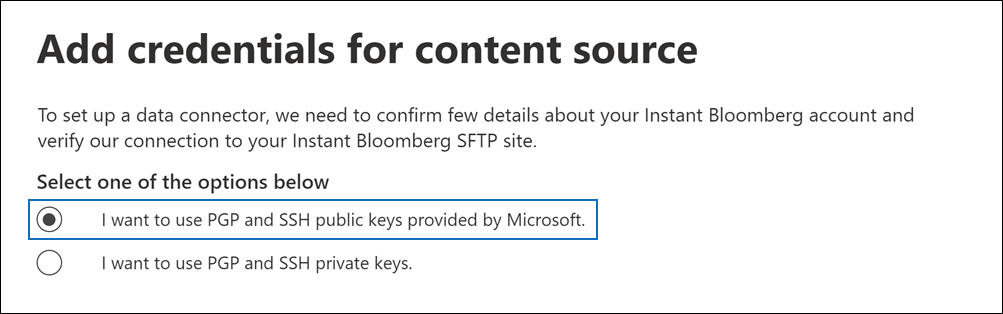 Add credentials for content source
To set up a data connector, we need to confirm few details about your Instant Bloomberg account and
verify our connection to your Instant Bloomberg SFTP site.
Select one of the options below
I want to use PGP and SSH public keys provided by Microsoft.
I want to use PGP and SSH private keys.